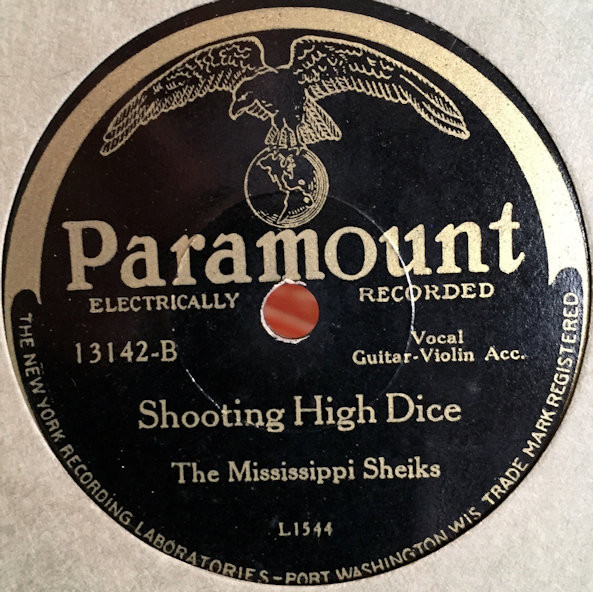 Paramount
ELECTRICALLY RECORDED
13142-B
Vocal
Guitar-Violin Acc.
Shooting High Dice
The Mississippi Sheiks
L1544
THE NEW YORK RECORDING LABORATORIES - PORT WASHINGTON WIS TRADE MARK REGISTERED